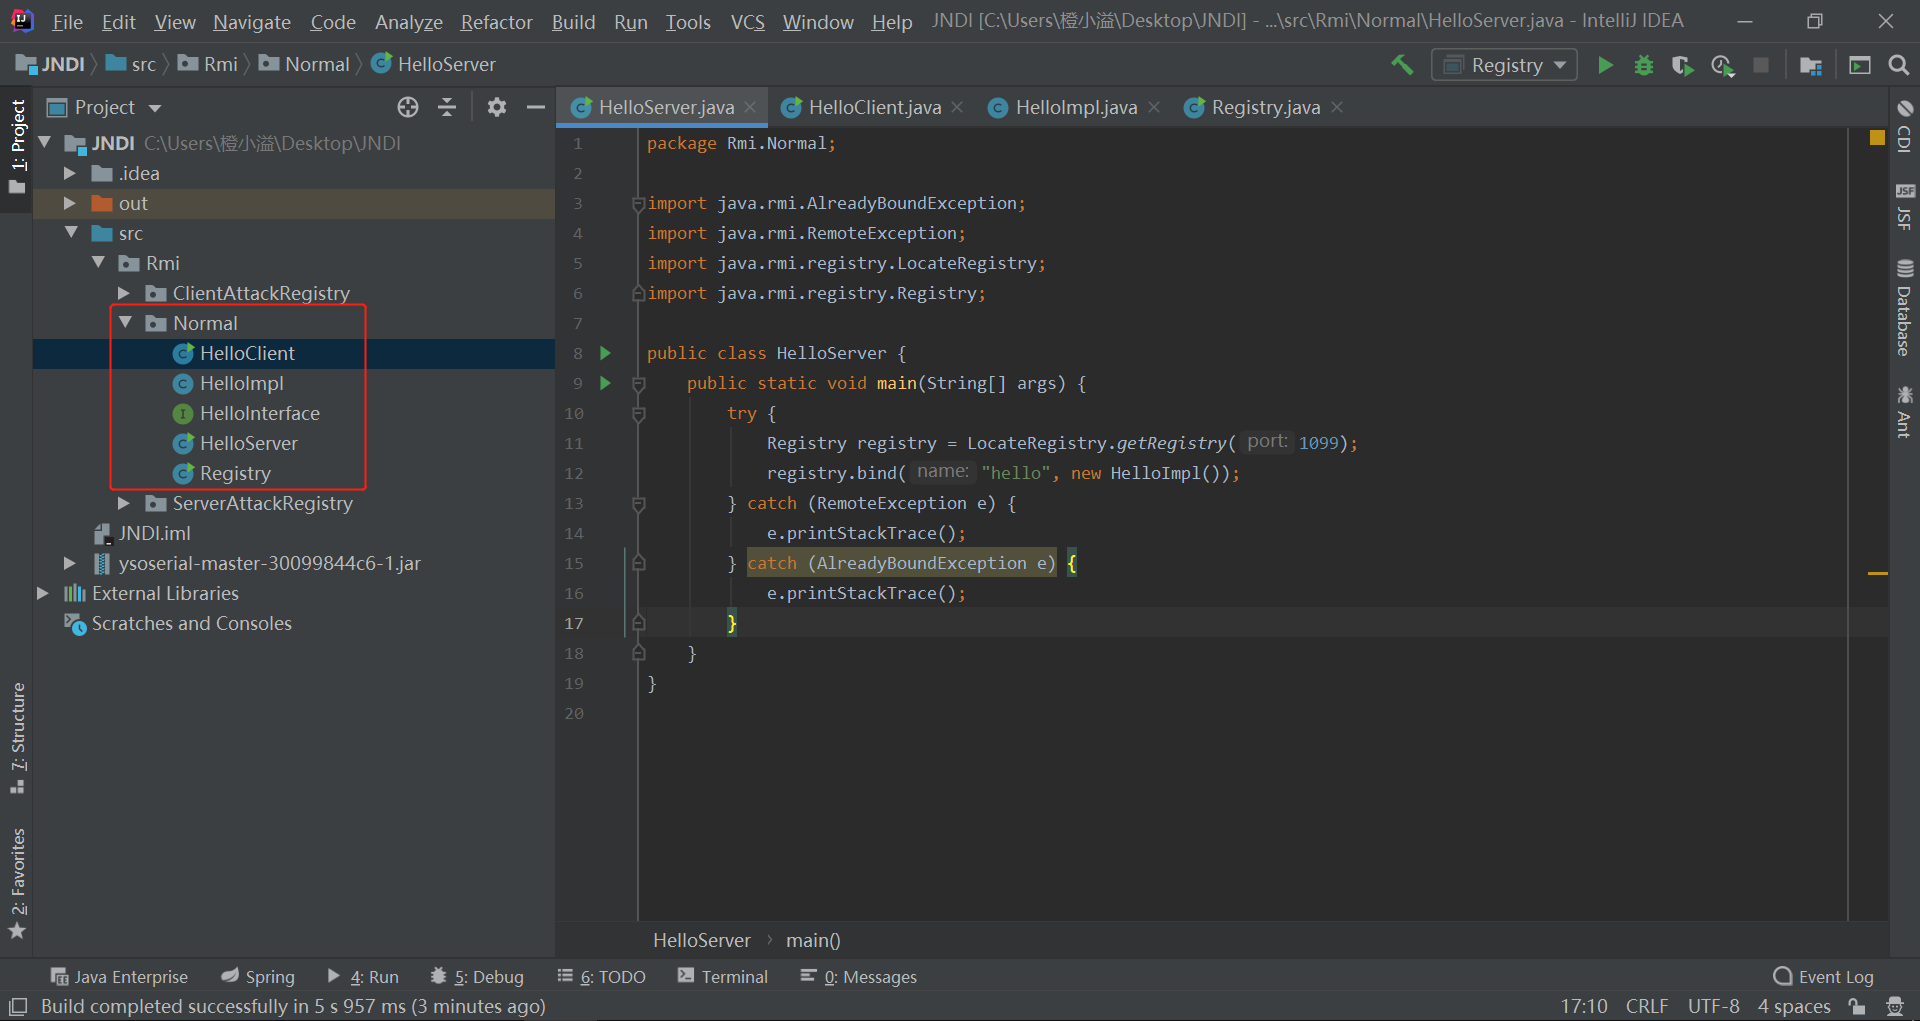 File Edit View Navigate Code Analyze Refactor Build Run Tools VCS Window Help JNDI [C:\Users\橙小溢\Desktop\JNDI] - ...\src\Rmi\Normal\HelloServer.java - IntelliJ IDEA
JNDI src Rmi Normal HelloServer Registry
1: Project
Project
JNDI C:\Users\橙小溢\Desktop\JNDI
.idea
out
src
Rmi
ClientAttackRegistry
Normal
HelloClient
HelloImpl
HelloInterface
HelloServer
Registry
ServerAttackRegistry
JNDI.iml
ysoserial-master-30099844c6-1.jar
External Libraries
Scratches and Consoles
7: Structure
2: Favorites
HelloServer.java HelloClient.java HelloImpl.java Registry.java
1 package Rmi.Normal;
2
3 import java.rmi.AlreadyBoundException;
4 import java.rmi.RemoteException;
5 import java.rmi.registry.LocateRegistry;
6 import java.rmi.registry.Registry;
7
8 public class HelloServer {
9 public static void main(String[] args) {
10 try {
11 Registry registry = LocateRegistry.getRegistry( port: 1099);
12 registry.bind( name: "hello", new HelloImpl());
13 } catch (RemoteException e) {
14 e.printStackTrace();
15 } catch (AlreadyBoundException e) {
16 e.printStackTrace();
17 }
18 }
19 }
20
CDI
JSF
JSF
Database
Ant
HelloServer main()
Java Enterprise Spring 4: Run 5: Debug 6: TODO Terminal 0: Messages Event Log
Build completed successfully in 5 s 957 ms (3 minutes ago) 17:10 CRLF UTF-8 4 spaces